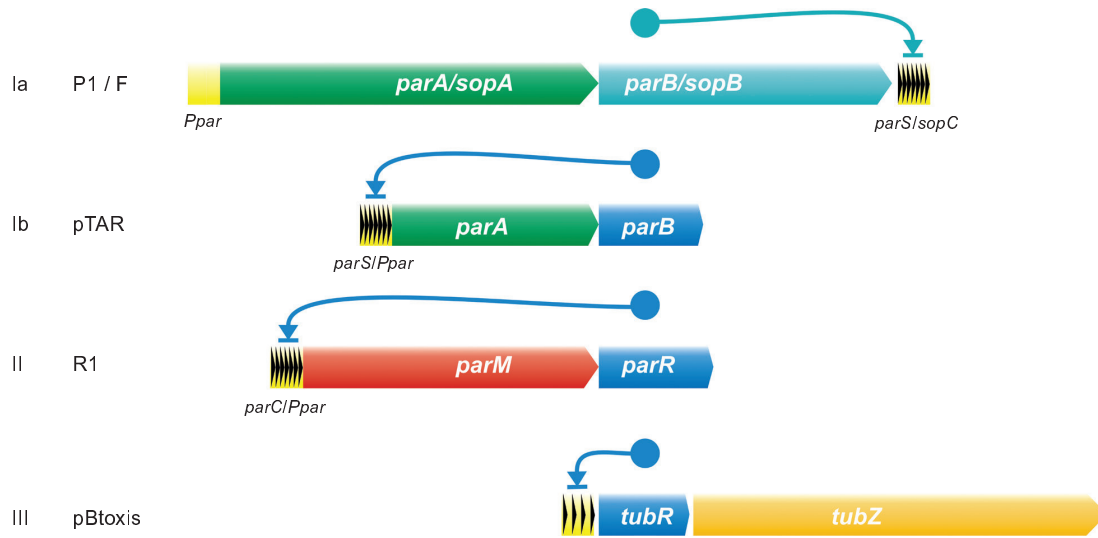 Ia P1 / F parA/sopA parB/sopB
Ppar parS/sopC
Ib pTAR parA parB
parS/Ppar
II R1 parM parR
parC/Ppar
III pBtoxis tubR tubZ